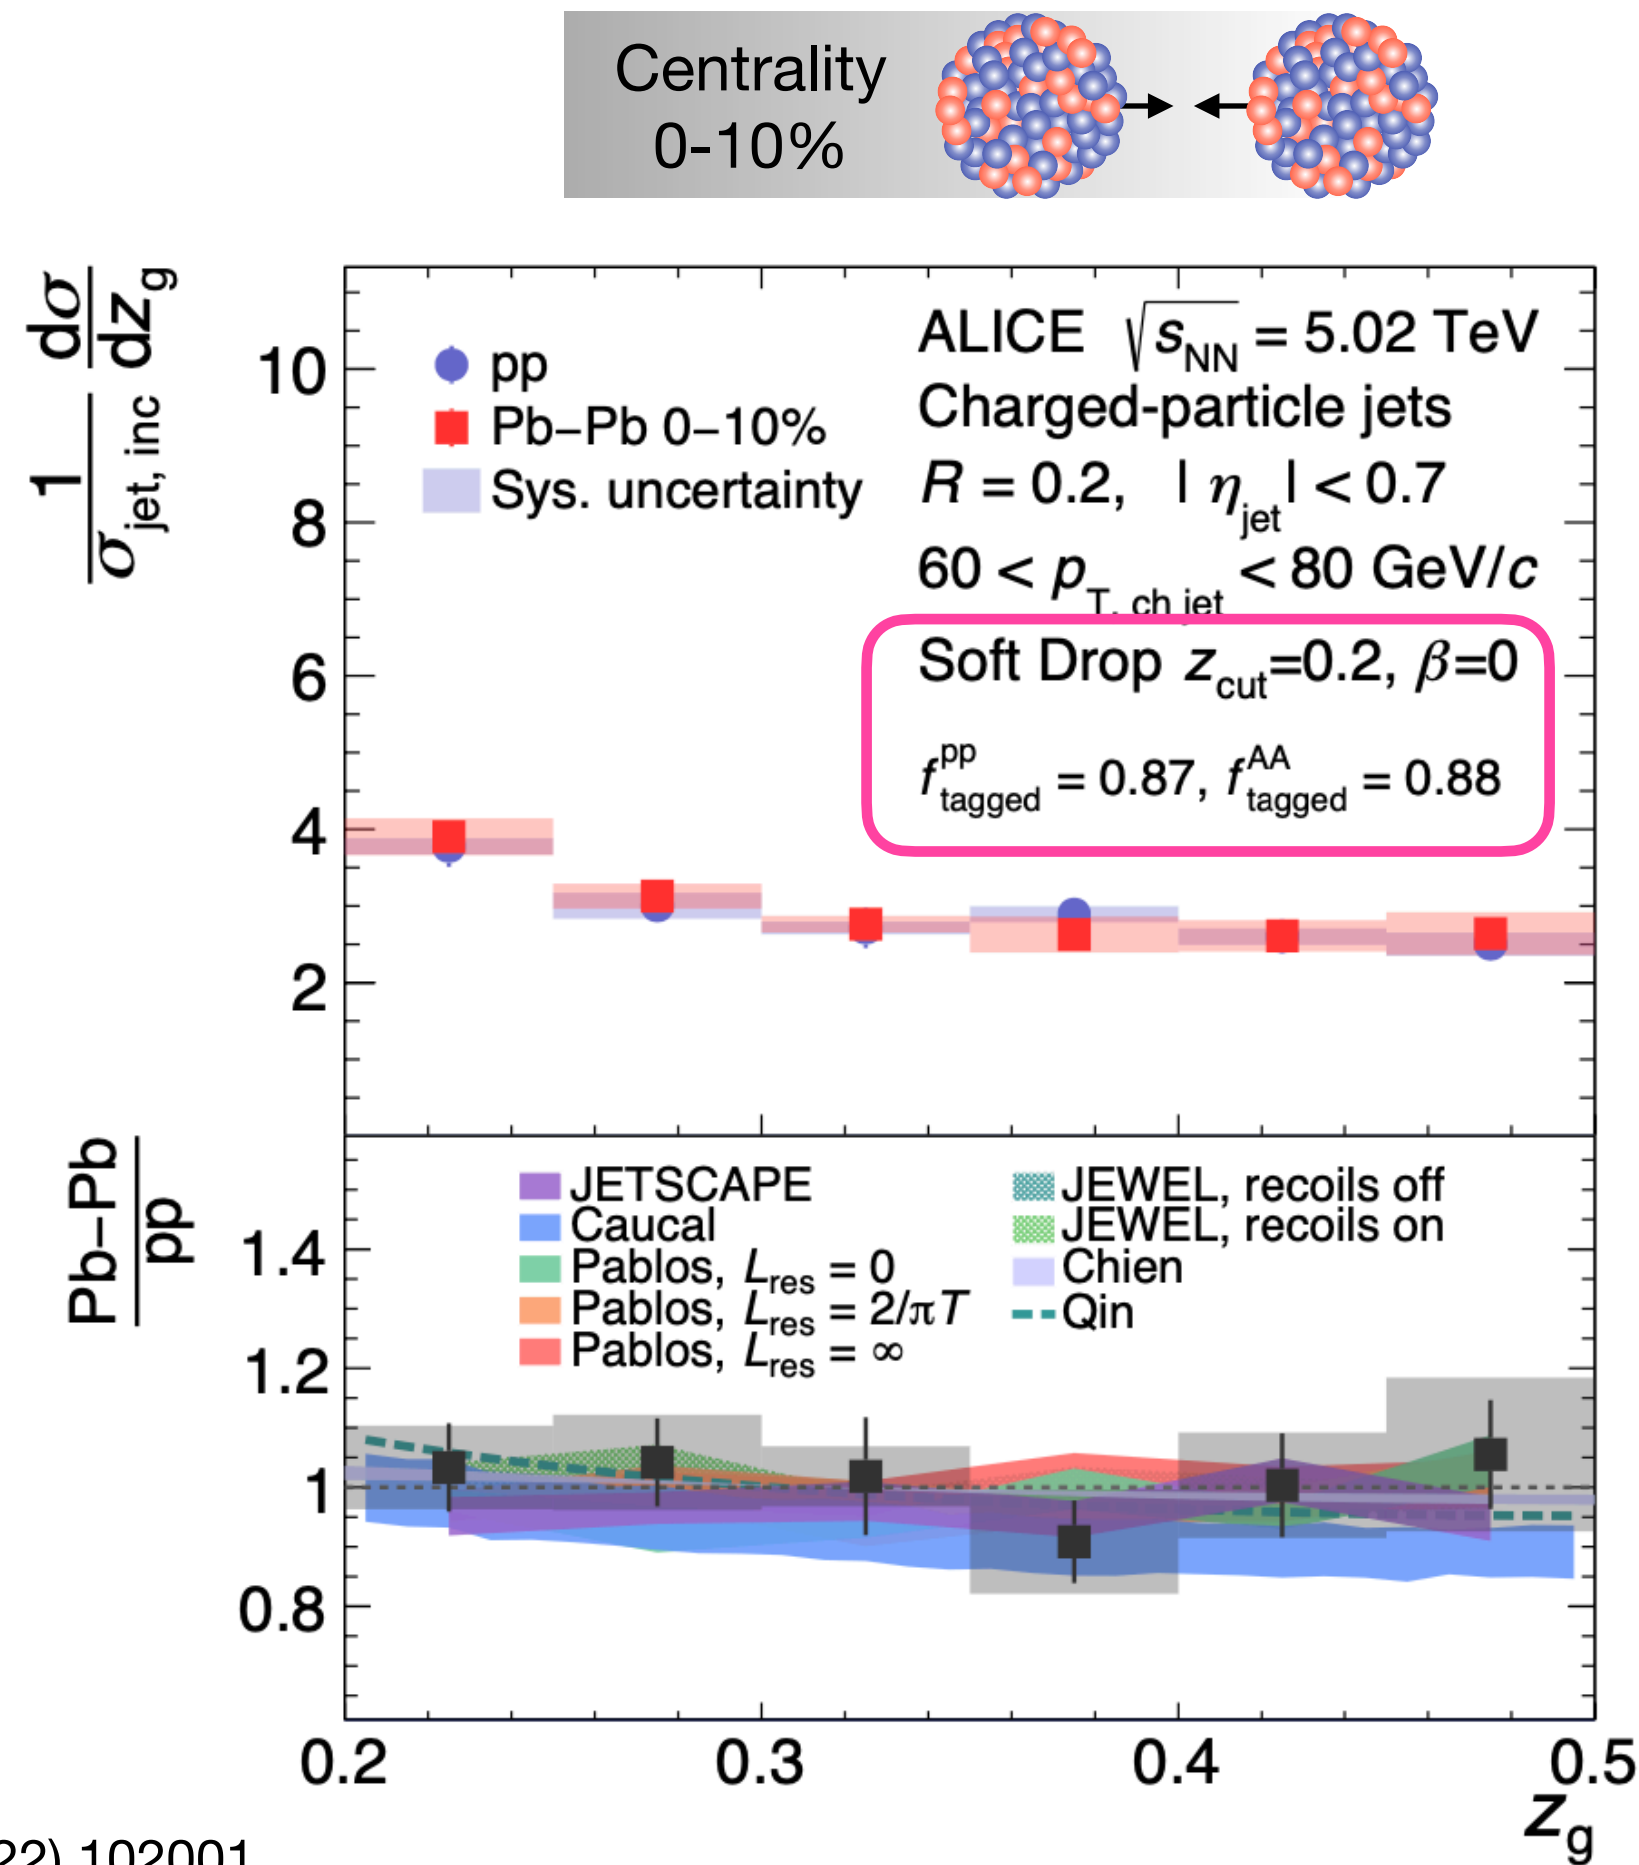 Centrality
0-10%
1/σjet, inc dσ/dzg
10
8
6
4
2
pp
Pb–Pb 0–10%
Sys. uncertainty
ALICE √sNN = 5.02 TeV
Charged-particle jets
R = 0.2, | ηjet | < 0.7
60 < pT, ch jet < 80 GeV/c
Soft Drop zcut=0.2, β=0
f pp tagged = 0.87, f AA tagged = 0.88
Pb–Pb/pp
1.4
1.2
1
0.8
JETSCAPE
Caucal
Pablos, Lres = 0
Pablos, Lres = 2/πT
Pablos, Lres = ∞
JEWEL, recoils off
JEWEL, recoils on
Chien
Qin
0.2 0.3 0.4 0.5
zg
22) 102001